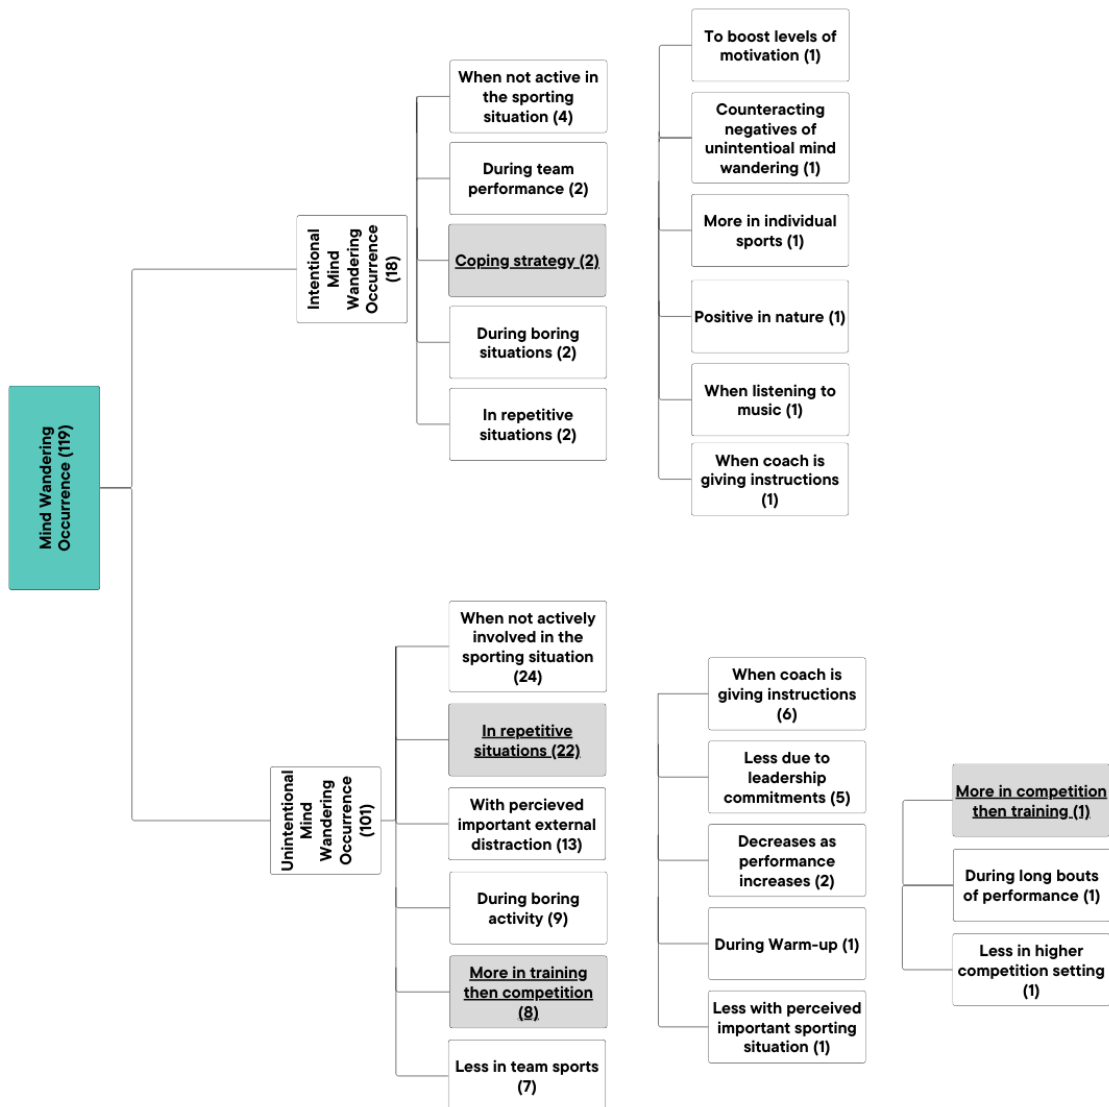 Mind Wandering
Occurrence (119)
Intentional
Mind
Wandering
Occurrence
(18)
When not active in
the sporting
situation (4)
During team
performance (2)
Coping strategy (2)
During boring
situations (2)
In repetitive
situations (2)
To boost levels of
motivation (1)
Counteracting
negatives of
unintentioal mind
wandering (1)
More in individual
sports (1)
Positive in nature (1)
When listening to
music (1)
When coach is
giving instructions
(1)
Unintentional
Mind
Wandering
Occurrence
(101)
When not actively
involved in the
sporting situation
(24)
In repetitive
situations (22)
With percieved
important external
distraction (13)
During boring
activity (9)
More in training
then competition
(8)
Less in team sports
(7)
When coach is
giving instructions
(6)
Less due to
leadership
commitments (5)
Decreases as
performance
increases (2)
During Warm-up (1)
Less with perceived
important sporting
situation (1)
More in competition
then training (1)
During long bouts
of performance (1)
Less in higher
competition setting
(1)